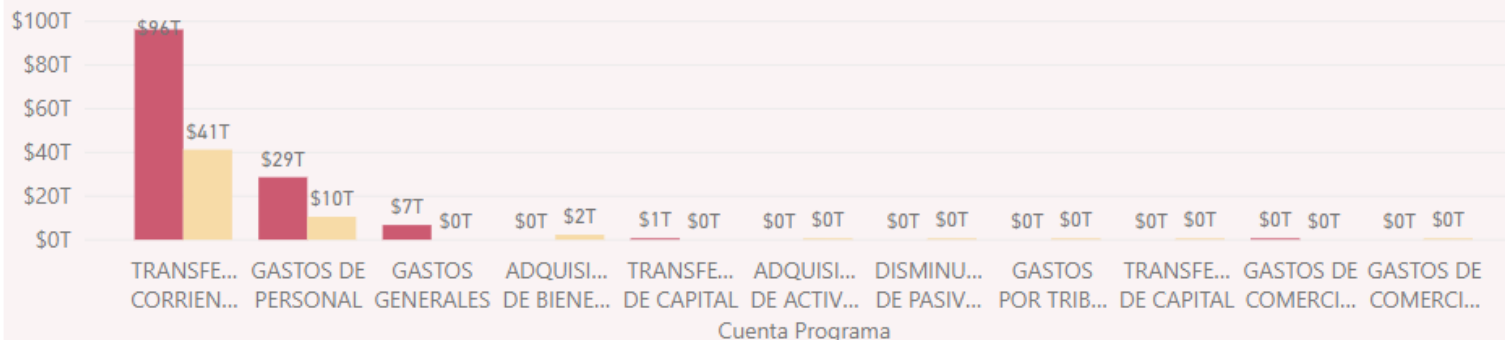 $100T
$80T
$60T
$40T
$20T
$0T
$96T
$41T
$29T
$10T
$7T
$0T
$0T
$2T
$1T
$0T
$0T
$0T
$0T
$0T
$0T
$0T
$0T
$0T
$0T
$0T
$0T
$0T
TRANSFE...
CORRIEN...
GASTOS DE
PERSONAL
GASTOS
GENERALES
ADQUISI...
DE BIENE...
TRANSFE...
DE CAPITAL
ADQUISI...
DE ACTIV...
DISMINU...
DE PASIV...
GASTOS
POR TRIB...
TRANSFE...
DE CAPITAL
GASTOS DE
COMERCI...
GASTOS DE
COMERCI...
Cuenta Programa